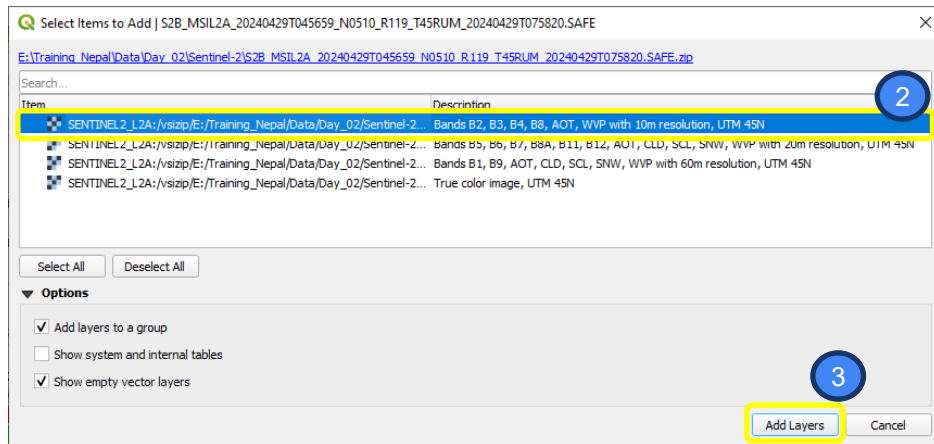 Select Items to Add | S2B_MSIL2A_20240429T045659_N0510_R119_T45RUM_20240429T075820.SAFE
E:\Training_Nepal\Data\Day_02\Sentinel-2\S2B_MSIL2A_20240429T045659_N0510_R119_T45RUM_20240429T075820.SAFE.zip
Search...
2
Item Description
SENTINEL2_L2A:/vsizip/E:/Training_Nepal/Data/Day_02/Sentinel-2... Bands B2, B3, B4, B8, AOT, WVP with 10m resolution, UTM 45N
SENTINEL2_L2A:/vsizip/E:/Training_Nepal/Data/Day_02/Sentinel-2... Bands B5, B6, B7, B8A, B11, B12, AOT, CLD, SCL, SNW, WVP with 20m resolution, UTM 45N
SENTINEL2_L2A:/vsizip/E:/Training_Nepal/Data/Day_02/Sentinel-2... Bands B1, B9, AOT, CLD, SCL, SNW, WVP with 60m resolution, UTM 45N
SENTINEL2_L2A:/vsizip/E:/Training_Nepal/Data/Day_02/Sentinel-2... True color image, UTM 45N
Select All Deselect All
Options
Add layers to a group
Show system and internal tables
Show empty vector layers
3
Add Layers Cancel